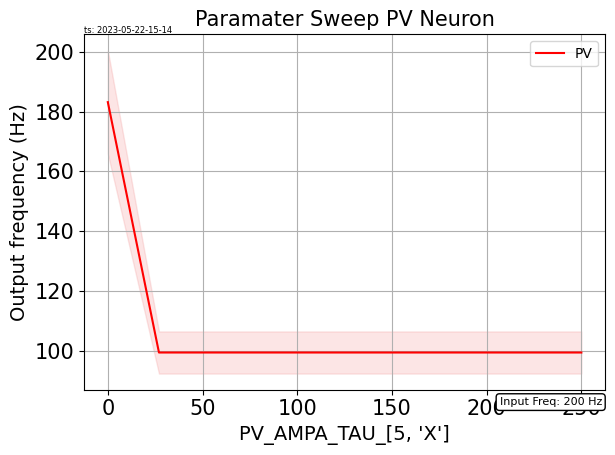 Paramater Sweep PV Neuron
ts: 2023-05-22-15-14
PV
Output frequency (Hz)
200
180
160
140
120
100
0 50 100 150 200 250
Input Freq: 200 Hz
PV_AMPA_TAU_[5, 'X']